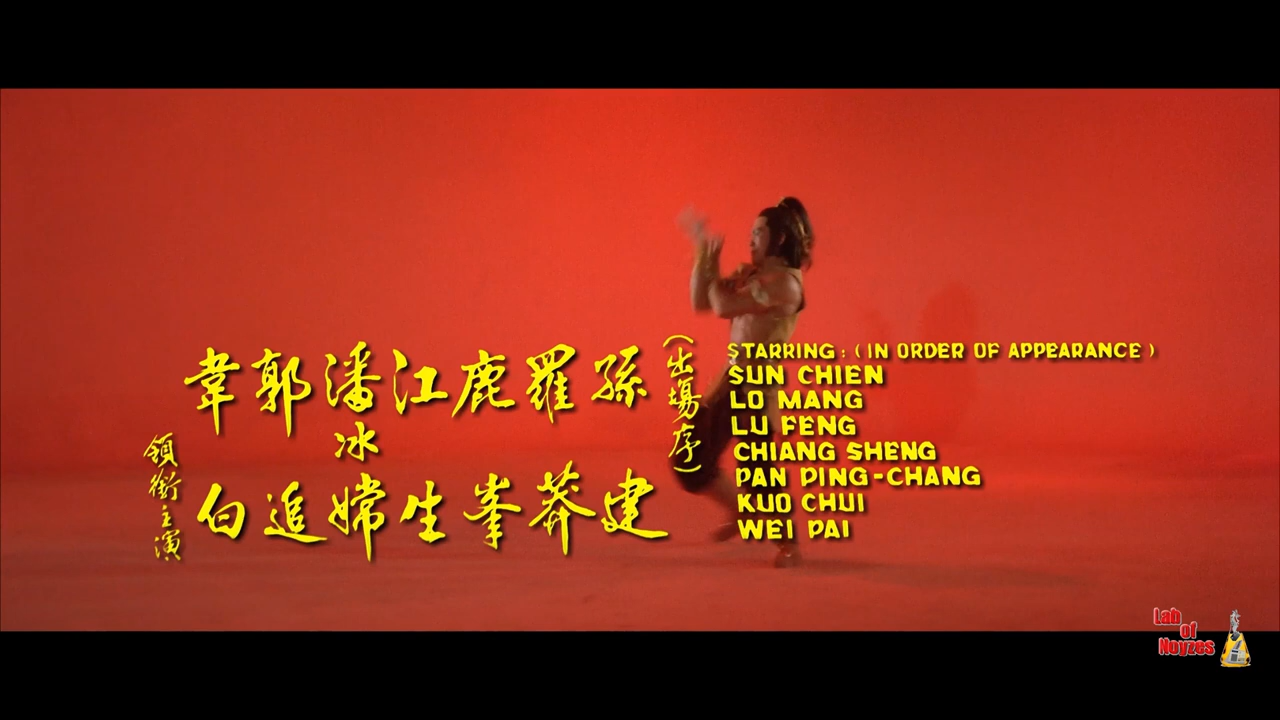 STARRING : ( IN ORDER OF APPEARANCE )
SUN CHIEN
LO MANG
LU FENG
CHIANG SHENG
PAN PING-CHANG
KUO CHUI
WEI PAI
(出塲序)
孫建
羅莽
鹿峯
江生
潘冰嫦
郭追
韋白
領銜主演
Lab
of
Noyzes